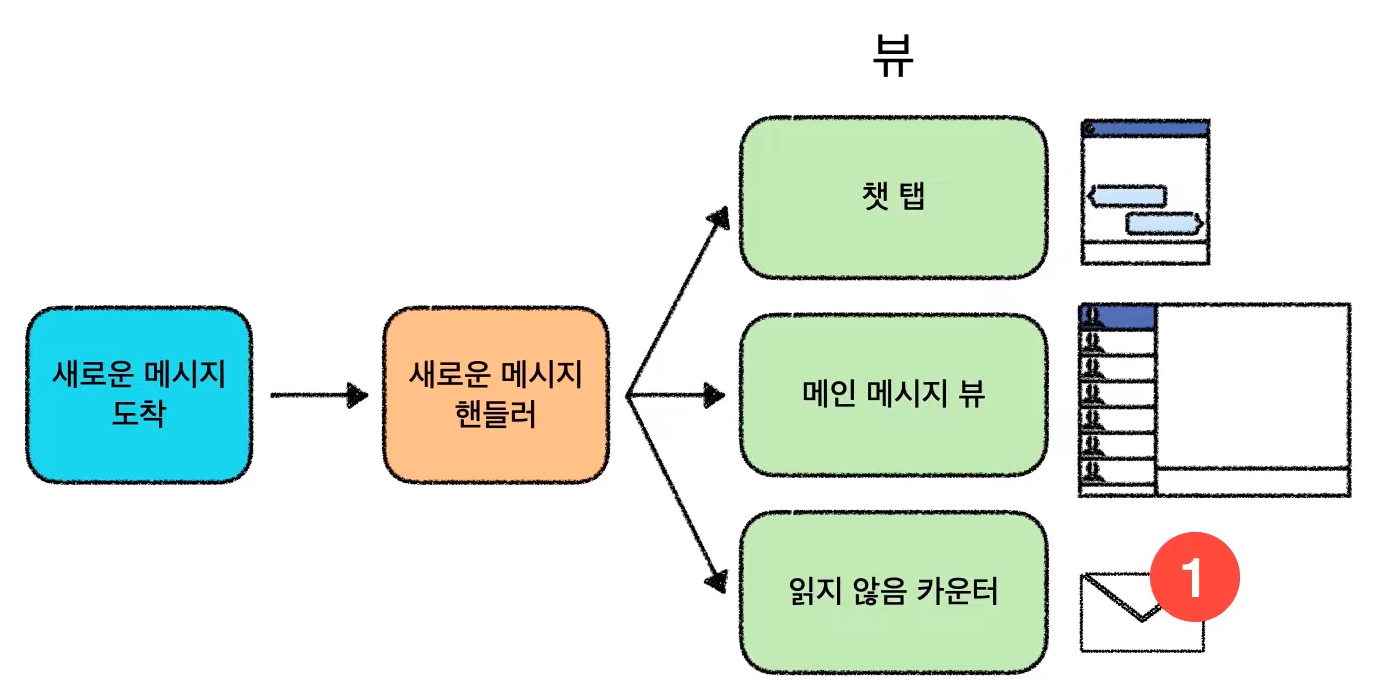 뷰
챗 탭
새로운 메시지
도착
새로운 메시지
핸들러
메인 메시지 뷰
읽지 않음 카운터
1